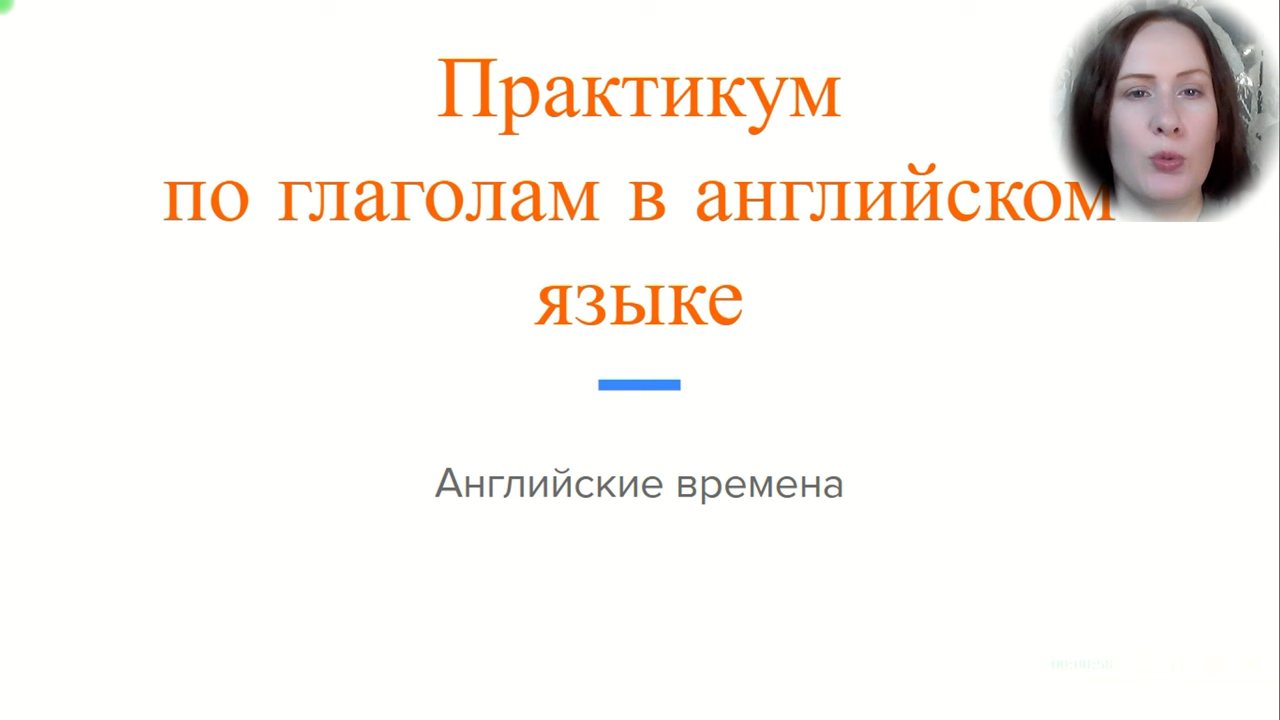 Практикум
по глаголам в английском
языке
Английские времена